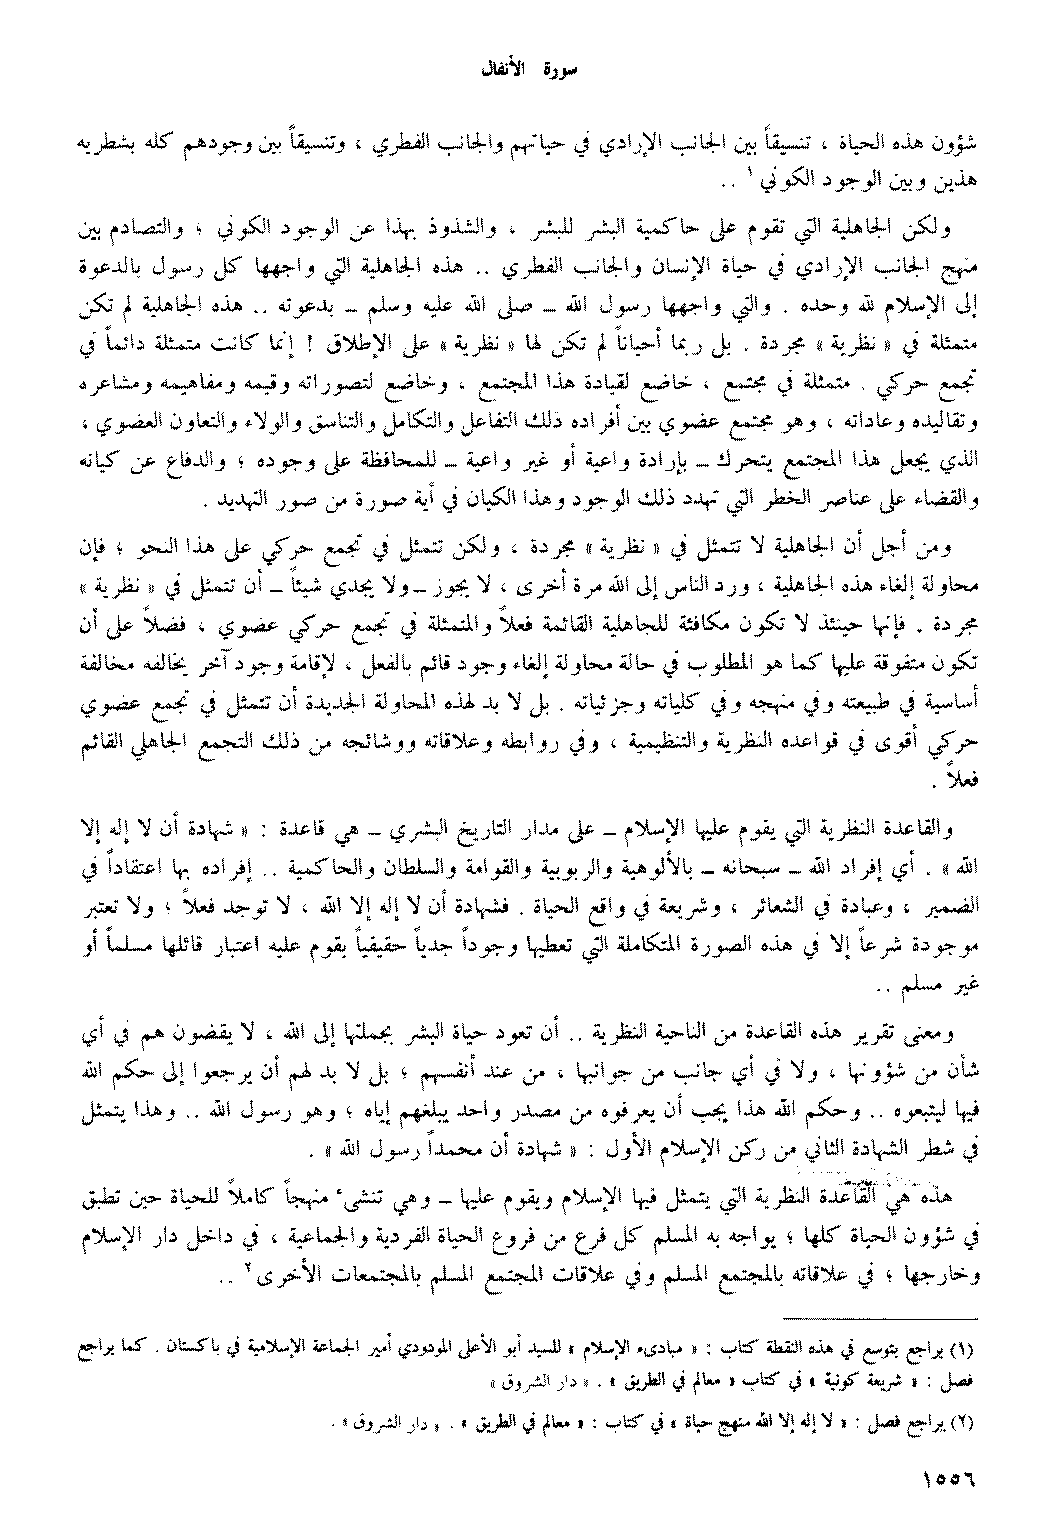 سورة الأنفال
شؤون هذه الحياة ، تنسيقاً بين الجانب الإرادي في حياتهم والجانب الفطري ، وتنسيقاً بين وجودهم كله بشطريه
هذين وبين الوجود الكوني ١ ..
ولكن الجاهلية التي تقوم على حاكمية البشر للبشر ، والشذوذ بهذا عن الوجود الكوني ؛ والتصادم بين
منهج الجانب الإرادي في حياة الإنسان والجانب الفطري .. هذه الجاهلية التي واجهها كل رسول بالدعوة
إلى الإسلام لله وحده . والتي واجهها رسول الله – صلى الله عليه وسلم – بدعوته .. هذه الجاهلية لم تكن
متمثلة في « نظرية » مجردة . بل ربما أحياناً لم تكن لها « نظرية » على الإطلاق ! إنما كانت متمثلة دائماً في
تجمع حركي . متمثلة في مجتمع ، خاضع لقيادة هذا المجتمع ، وخاضع لتصوراته وقيمه ومفاهيمه ومشاعره
وتقاليده وعاداته ، وهو مجتمع عضوي بين أفراده ذلك التفاعل والتكامل والتناسق والولاء والتعاون العضوي ،
الذي يجعل هذا المجتمع يتحرك – بإرادة واعية أو غير واعية – للمحافظة على وجوده ؛ والدفاع عن كيانه
والقضاء على عناصر الخطر التي تهدد ذلك الوجود وهذا الكيان في أية صورة من صور التهديد .
ومن أجل أن الجاهلية لا تتمثل في « نظرية » مجردة ، ولكن تتمثل في تجمع حركي على هذا النحو ؛ فإن
محاولة إلغاء هذه الجاهلية ، ورد الناس إلى الله مرة أخرى ، لا يجوز – ولا يجدي شيئاً – أن تتمثل في « نظرية »
مجردة . فإنها حينئذ لا تكون مكافئة للجاهلية القائمة فعلاً والمتمثلة في تجمع حركي عضوي ، فضلاً على أن
تكون متفوقة عليها كما هو المطلوب في حالة محاولة إلغاء وجود قائم بالفعل ، لإقامة وجود آخر يخالفه مخالفة
أساسية في طبيعته وفي منهجه وفي كلياته وجزئياته . بل لا بد لهذه المحاولة الجديدة أن تتمثل في تجمع عضوي
حركي أقوى في قواعده النظرية والتنظيمية ، وفي روابطه وعلاقاته ووشائجه من ذلك التجمع الجاهلي القائم
فعلاً .
والقاعدة النظرية التي يقوم عليها الإسلام – على مدار التاريخ البشري – هي قاعدة : « شهادة أن لا إله إلا
الله » . أي إفراد الله – سبحانه – بالألوهية والربوبية والقوامة والسلطان والحاكمية .. إفراده بها اعتقاداً في
الضمير ، وعبادة في الشعائر ، وشريعة في واقع الحياة . فشهادة أن لا إله إلا الله ، لا توجد فعلاً ؛ ولا تعتبر
موجودة شرعاً إلا في هذه الصورة المتكاملة التي تعطيها وجوداً جدياً حقيقياً يقوم عليه اعتبار قائلها مسلماً أو
غير مسلم ..
ومعنى تقرير هذه القاعدة من الناحية النظرية .. أن تعود حياة البشر بجملتها إلى الله ، لا يقضون هم في أي
شأن من شؤونها ، ولا في أي جانب من جوانبها ، من عند أنفسهم ؛ بل لا بد لهم أن يرجعوا إلى حكم الله
فيها ليتبعوه .. وحكم الله هذا يجب أن يعرفوه من مصدر واحد يبلغهم إياه ؛ وهو رسول الله .. وهذا يتمثل
في شطر الشهادة الثاني من ركن الإسلام الأول : « شهادة أن محمداً رسول الله » .
هذه هي القاعدة النظرية التي يتمثل فيها الإسلام ويقوم عليها – وهي تنشىء منهجاً كاملاً للحياة حين تطبق
في شؤون الحياة كلها ؛ يواجه به المسلم كل فرع من فروع الحياة الفردية والجماعية ، في داخل دار الإسلام
وخارجها ؛ في علاقاته بالمجتمع المسلم وفي علاقات المجتمع المسلم بالمجتمعات الأخرى ٢ ..
(١) يراجع بتوسع في هذه النقطة كتاب : « مبادىء الإسلام » للسيد أبو الأعلى المودودي أمير الجماعة الإسلامية في باكستان . كما يراجع
فصل : « شريعة كونية » في كتاب « معالم في الطريق » . « دار الشروق »
(٢) يراجع فصل : « لا إله إلا الله منهج حياة » في كتاب : « معالم في الطريق » . « دار الشروق » .
١٥٥٦